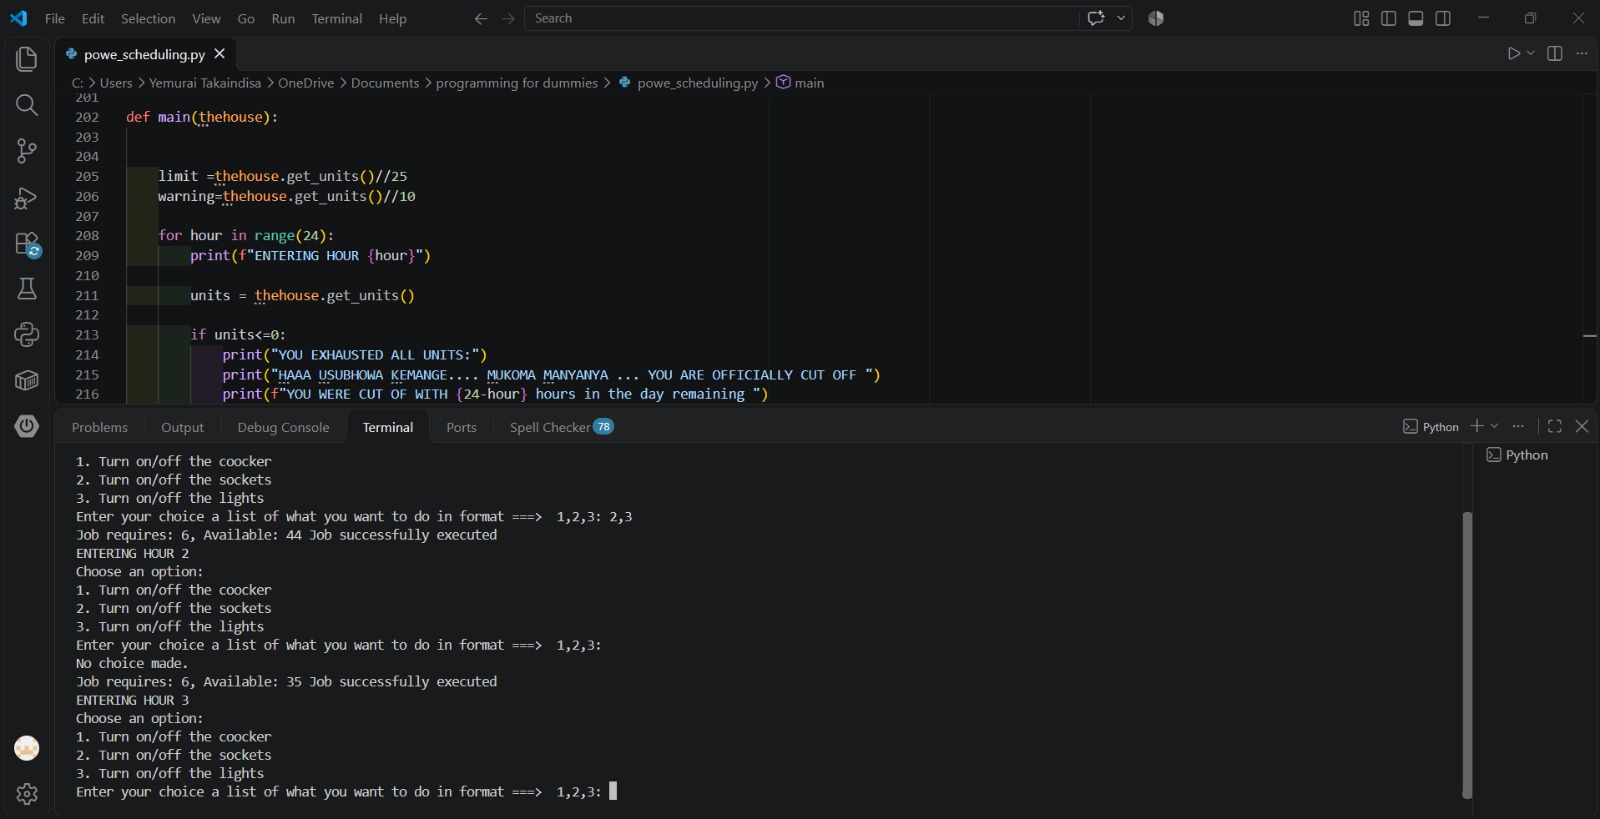 File Edit Selection View Go Run Terminal Help Search
powe_scheduling.py
C: > Users > Yemurai Takaindisa > OneDrive > Documents > programming for dummies > powe_scheduling.py > main
201
202 def main(thehouse):
203
204
205 limit =thehouse.get_units()//25
206 warning=thehouse.get_units()//10
207
208 for hour in range(24):
209 print(f"ENTERING HOUR {hour}")
210
211 units = thehouse.get_units()
212
213 if units<=0:
214 print("YOU EXHAUSTED ALL UNITS:")
215 print("HAAA USUBHOWA KEMANGE.... MUKOMA MANYANYA ... YOU ARE OFFICIALLY CUT OFF ")
216 print(f"YOU WERE CUT OF WITH {24-hour} hours in the day remaining ")
Problems Output Debug Console Terminal Ports Spell Checker 78 Python
Python
1. Turn on/off the coocker
2. Turn on/off the sockets
3. Turn on/off the lights
Enter your choice a list of what you want to do in format ===> 1,2,3: 2,3
Job requires: 6, Available: 44 Job successfully executed
ENTERING HOUR 2
Choose an option:
1. Turn on/off the coocker
2. Turn on/off the sockets
3. Turn on/off the lights
Enter your choice a list of what you want to do in format ===> 1,2,3:
No choice made.
Job requires: 6, Available: 35 Job successfully executed
ENTERING HOUR 3
Choose an option:
1. Turn on/off the coocker
2. Turn on/off the sockets
3. Turn on/off the lights
Enter your choice a list of what you want to do in format ===> 1,2,3: